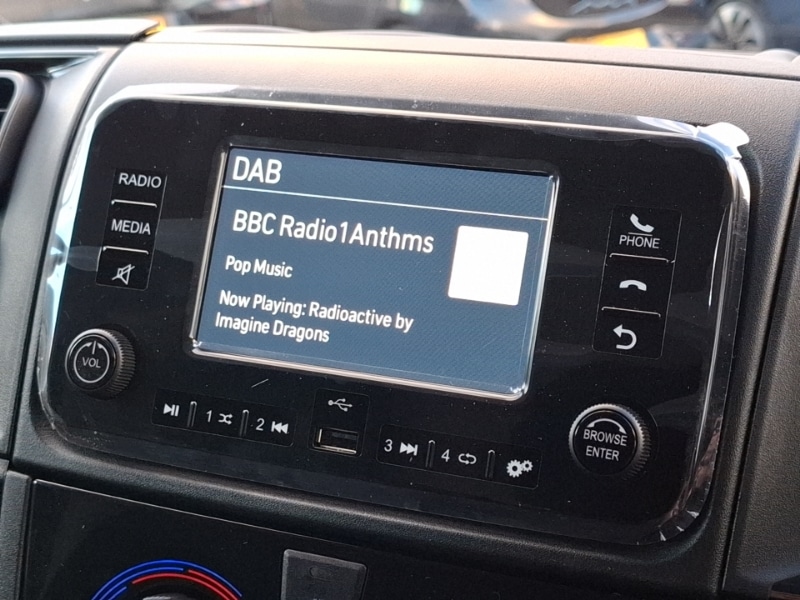 DAB
BBC Radio1Anthms
Pop Music
Now Playing: Radioactive by
Imagine Dragons
RADIO
MEDIA
VOL
1
2
3
4
PHONE
BROWSE
ENTER